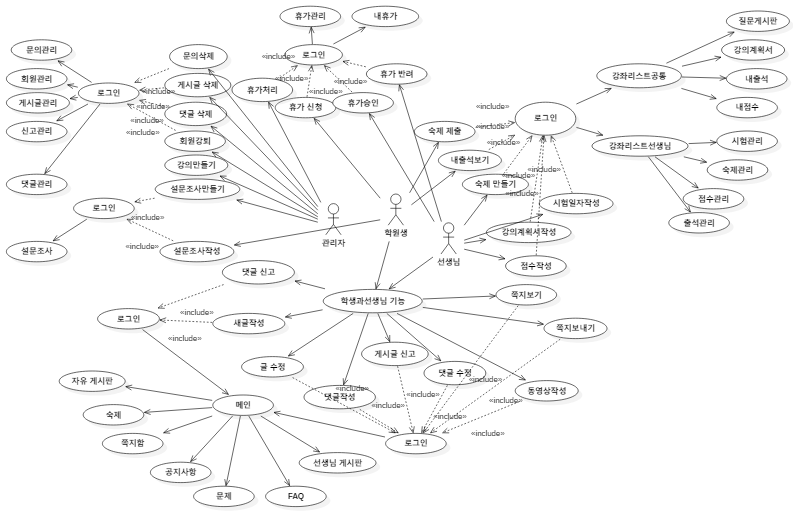 휴가관리
내휴가
질문게시판
문의관리
문의삭제
로그인
강의계획서
«include»
회원관리
휴가 반려
강좌리스트공통
내출석
로그인
게시글 삭제
휴가처리
«include»
«include»
게시글관리
«include»
«include»
휴가 신청
휴가승인
«include»
내점수
댓글 삭제
«include»
로그인
신고관리
«include»
«include»
숙제 제출
«include»
회원강퇴
«include»
시험관리
강좌리스트선생님
강의만들기
내출석보기
숙제관리
댓글관리
설문조사만들기
숙제 만들기
«include»
«include»
«include»
점수관리
로그인
시험일자작성
«include»
출석관리
관리자
학원생
선생님
강의계획서작성
설문조사
«include»
설문조사작성
점수작성
댓글 신고
학생과선생님 기능
쪽지보기
로그인
«include»
새글작성
쪽지보내기
«include»
글 수정
게시글 신고
댓글 수정
자유 게시판
«include»
«include»
댓글작성
«include»
동영상작성
«include»
«include»
메인
숙제
«include»
쪽지함
로그인
«include»
공지사항
선생님 게시판
문제
FAQ